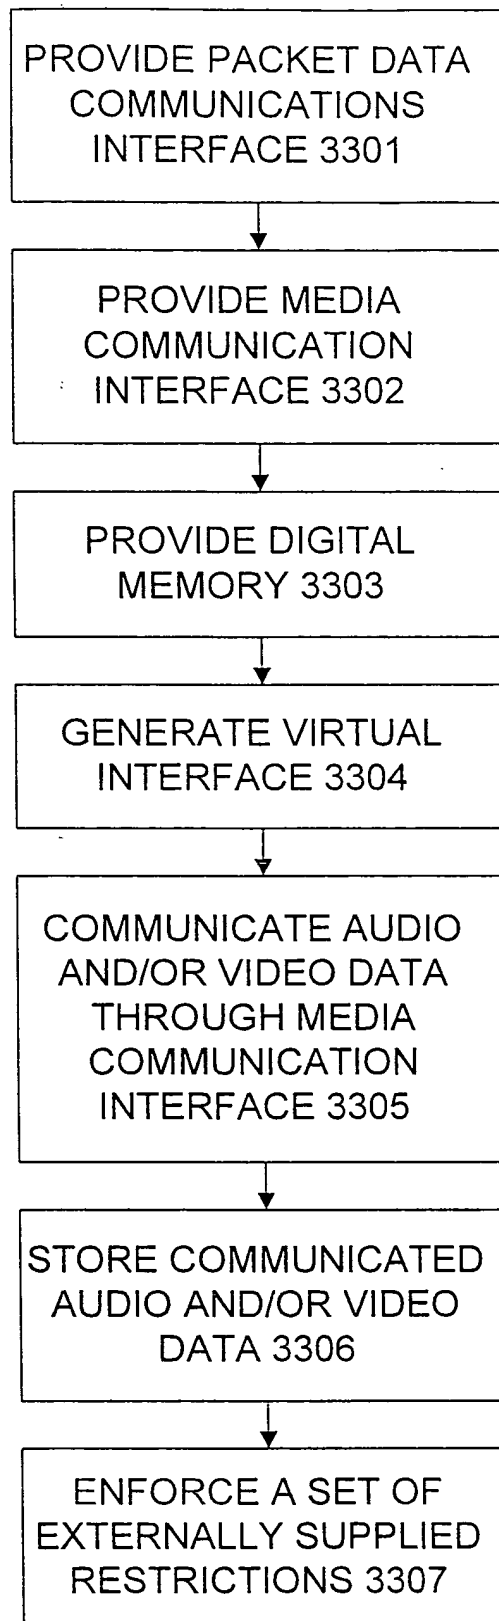 PROVIDE PACKET DATA
COMMUNICATIONS
INTERFACE 3301
PROVIDE MEDIA
COMMUNICATION
INTERFACE 3302
PROVIDE DIGITAL
MEMORY 3303
GENERATE VIRTUAL
INTERFACE 3304
COMMUNICATE AUDIO
AND/OR VIDEO DATA
THROUGH MEDIA
COMMUNICATION
INTERFACE 3305
STORE COMMUNICATED
AUDIO AND/OR VIDEO
DATA 3306
ENFORCE A SET OF
EXTERNALLY SUPPLIED
RESTRICTIONS 3307